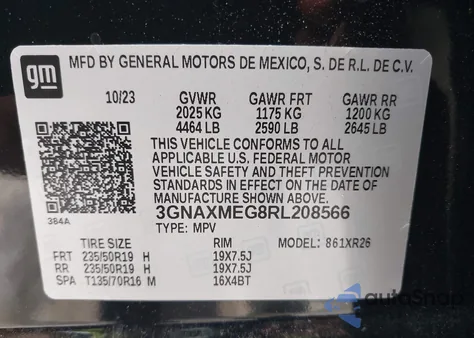 gm
MFD BY GENERAL MOTORS DE MEXICO, S. DE R.L. DE C.V.
10/23 GVWR GAWR FRT GAWR RR
2025 KG 1175 KG 1200 KG
4464 LB 2590 LB 2645 LB
THIS VEHICLE CONFORMS TO ALL
APPLICABLE U.S. FEDERAL MOTOR
VEHICLE SAFETY AND THEFT PREVENTION
STANDARDS IN EFFECT ON THE DATE
OF MANUFACTURE SHOWN ABOVE.
3GNAXMEG8RL208566
384A TYPE: MPV
TIRE SIZE RIM MODEL: 861XR26
FRT 235/50R19 H 19X7.5J
RR 235/50R19 H 19X7.5J
SPA T135/70R16 M 16X4BT
autoSnap